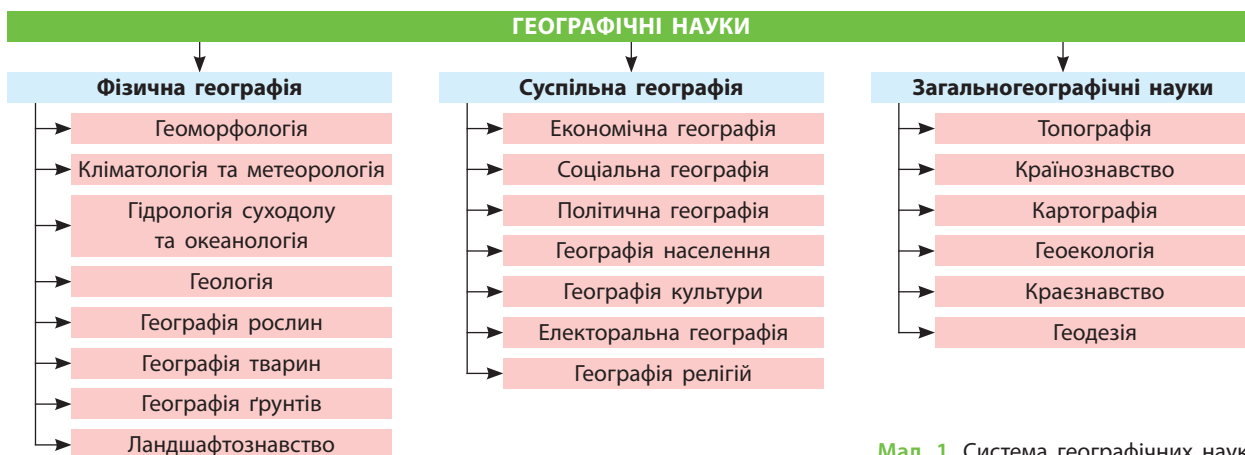 ГЕОГРАФІЧНІ НАУКИ
Фізична географія
Геоморфологія
Кліматологія та метеорологія
Гідрологія суходолу
та океанологія
Геологія
Географія рослин
Географія тварин
Географія ґрунтів
Ландшафтознавство
Суспільна географія
Економічна географія
Соціальна географія
Політична географія
Географія населення
Географія культури
Електоральна географія
Географія релігій
Загальногеографічні науки
Топографія
Країнознавство
Картографія
Геоекологія
Краєзнавство
Геодезія
Мал. 1. Система географічних наук